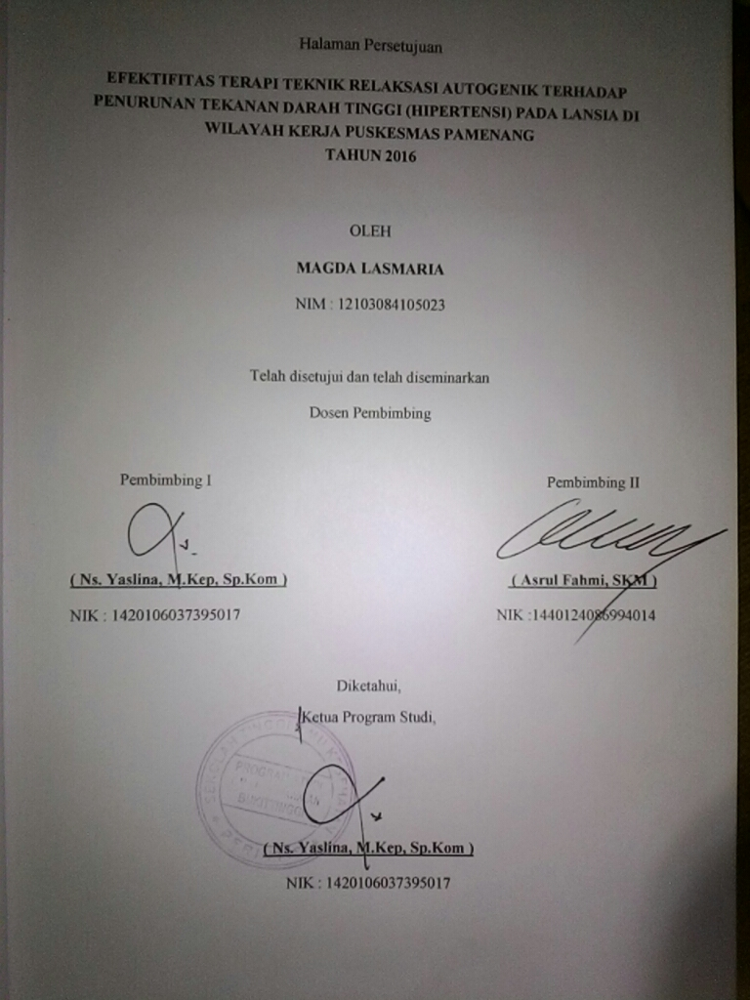 Halaman Persetujuan
EFEKTIFITAS TERAPI TEKNIK RELAKSASI AUTOGENIK TERHADAP
PENURUNAN TEKANAN DARAH TINGGI (HIPERTENSI) PADA LANSIA DI
WILAYAH KERJA PUSKESMAS PAMENANG
TAHUN 2016
OLEH
MAGDA LASMARIA
NIM : 12103084105023
Telah disetujui dan telah diseminarkan
Dosen Pembimbing
Pembimbing I
Pembimbing II
( Ns. Yaslina, M.Kep, Sp.Kom )
( Asrul Fahmi, SKM )
NIK : 1420106037395017
NIK :1440124086994014
Diketahui,
Ketua Program Studi,
SEKOLAH TINGGI
( Ns. Yaslina, M.Kep, Sp.Kom )
NIK : 1420106037395017